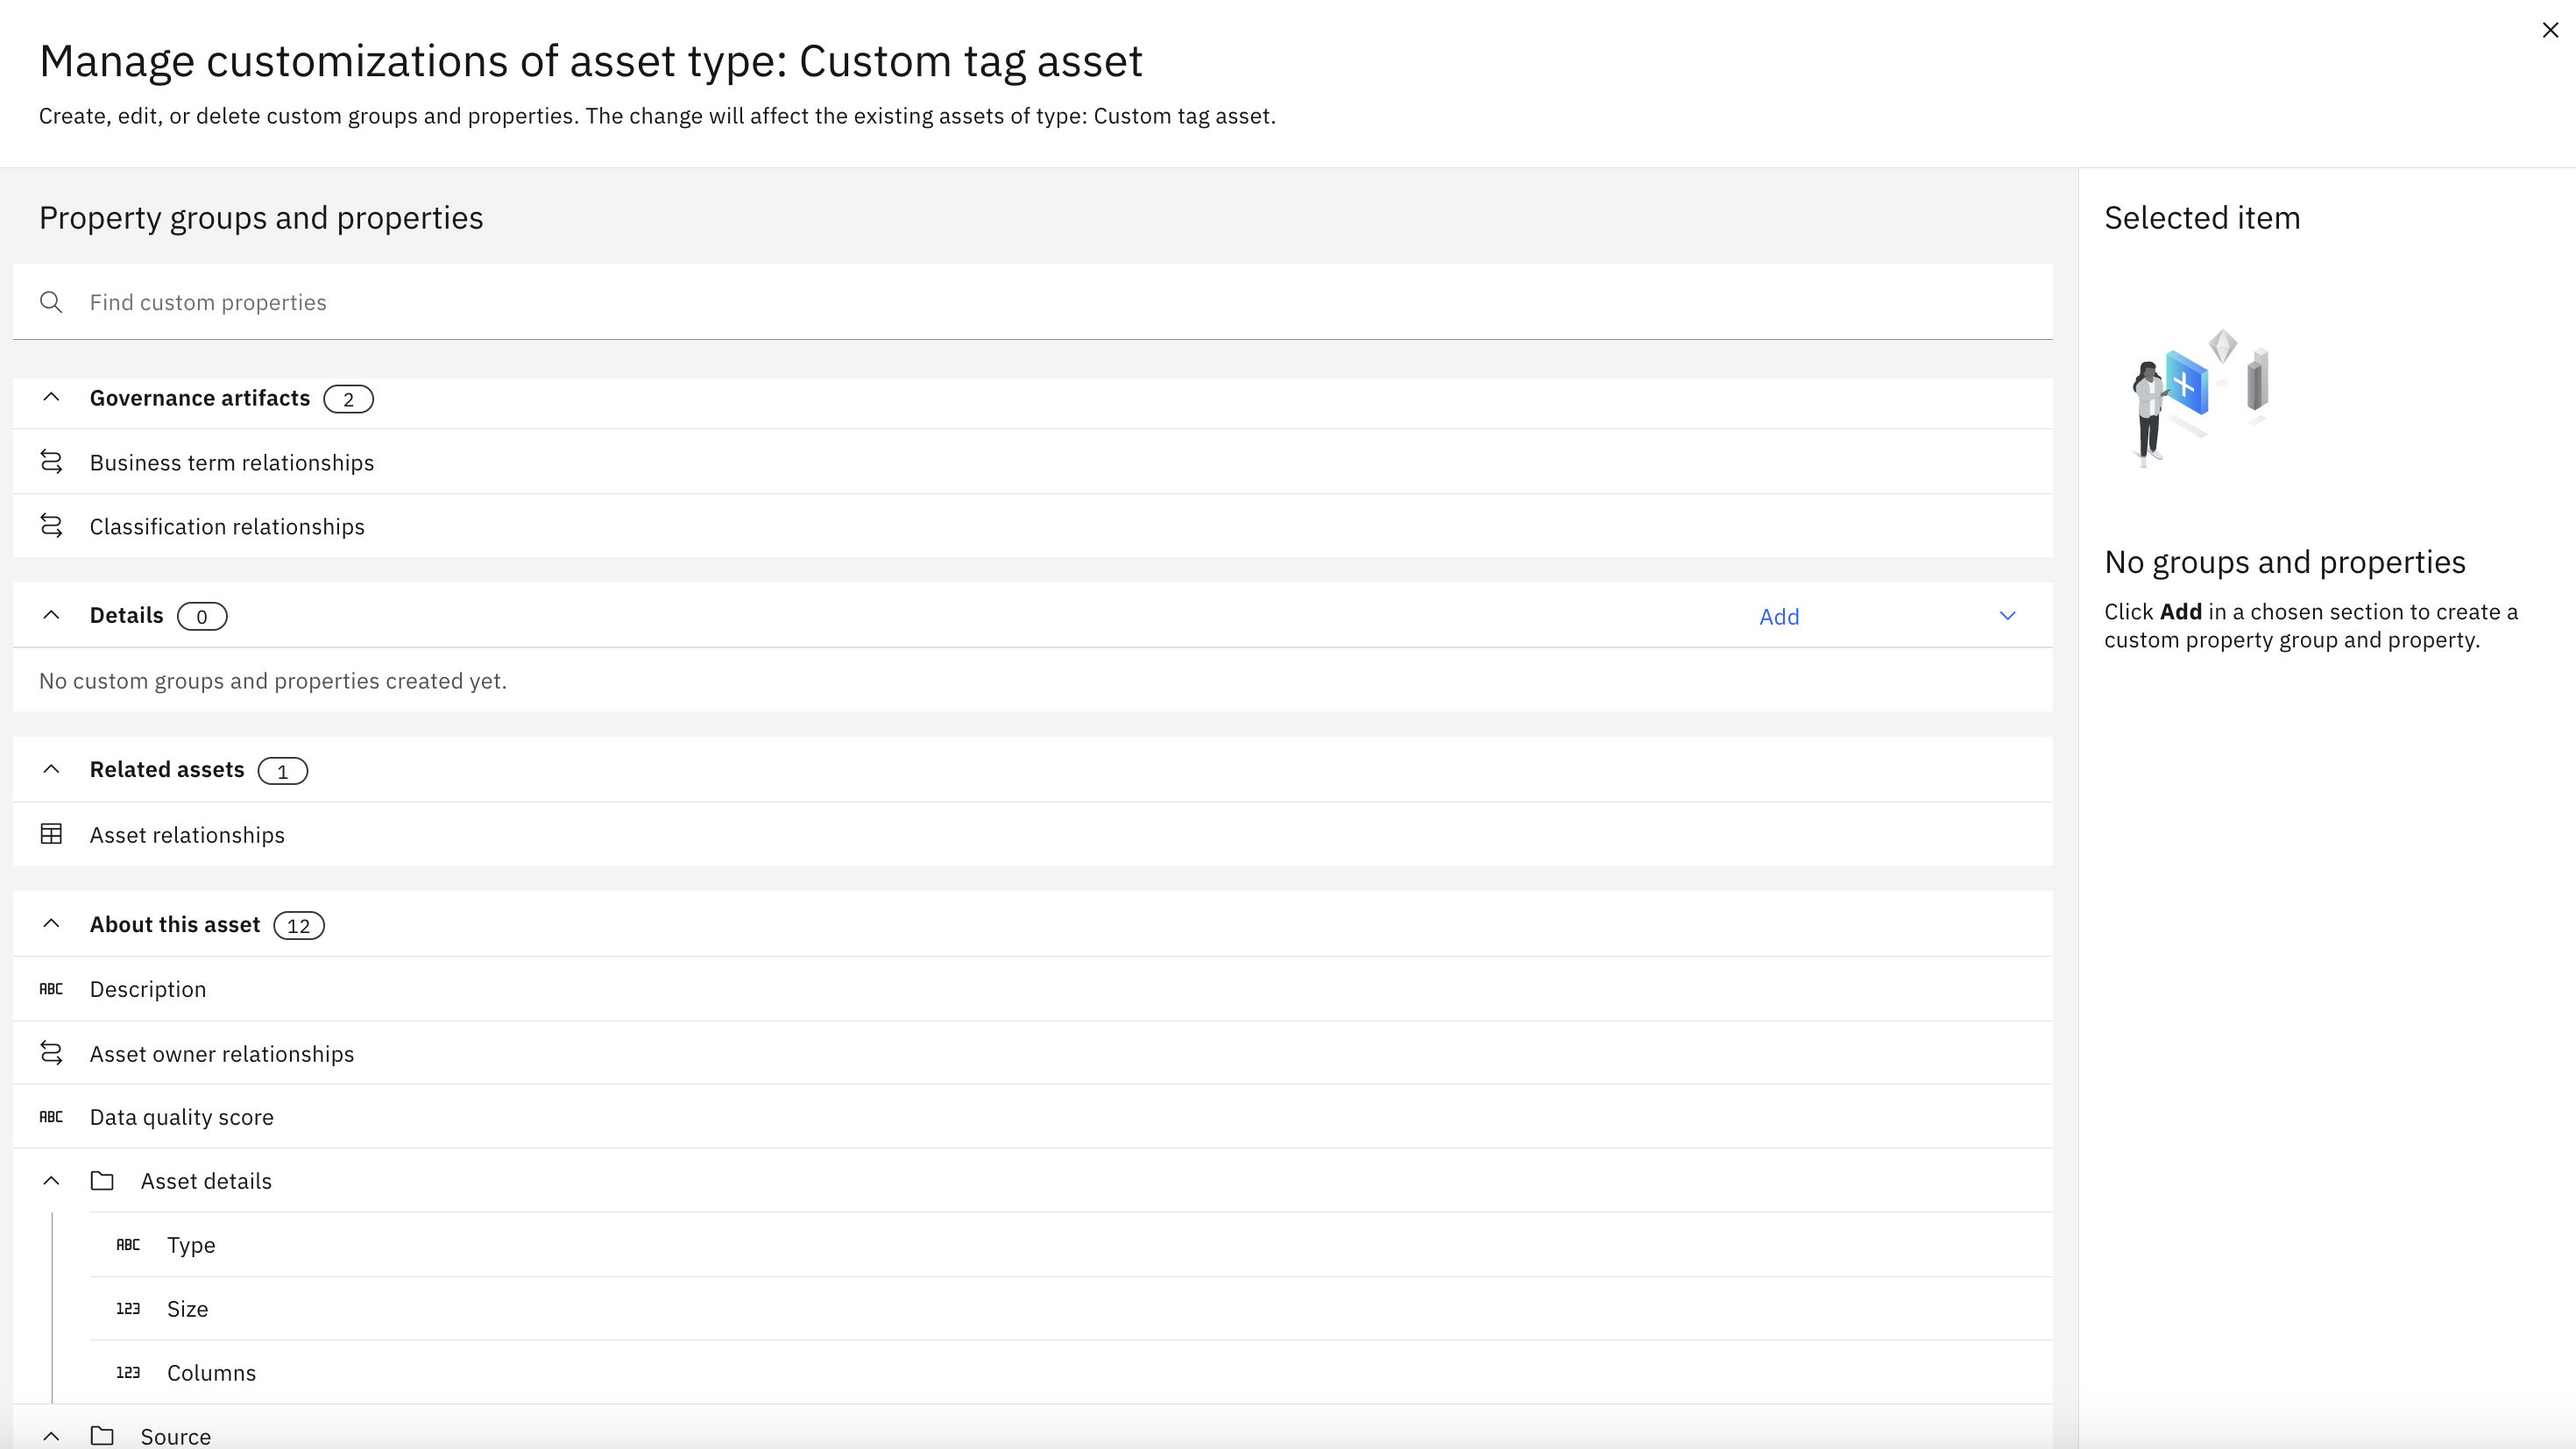 Manage customizations of asset type: Custom tag asset
Create, edit, or delete custom groups and properties. The change will affect the existing assets of type: Custom tag asset.
Property groups and properties
Find custom properties
Governance artifacts 2
Business term relationships
Classification relationships
Details 0 Add
No custom groups and properties created yet.
Related assets 1
Asset relationships
About this asset 12
ABC Description
Asset owner relationships
ABC Data quality score
Asset details
ABC Type
123 Size
123 Columns
Source
Selected item
No groups and properties
Click Add in a chosen section to create a
custom property group and property.